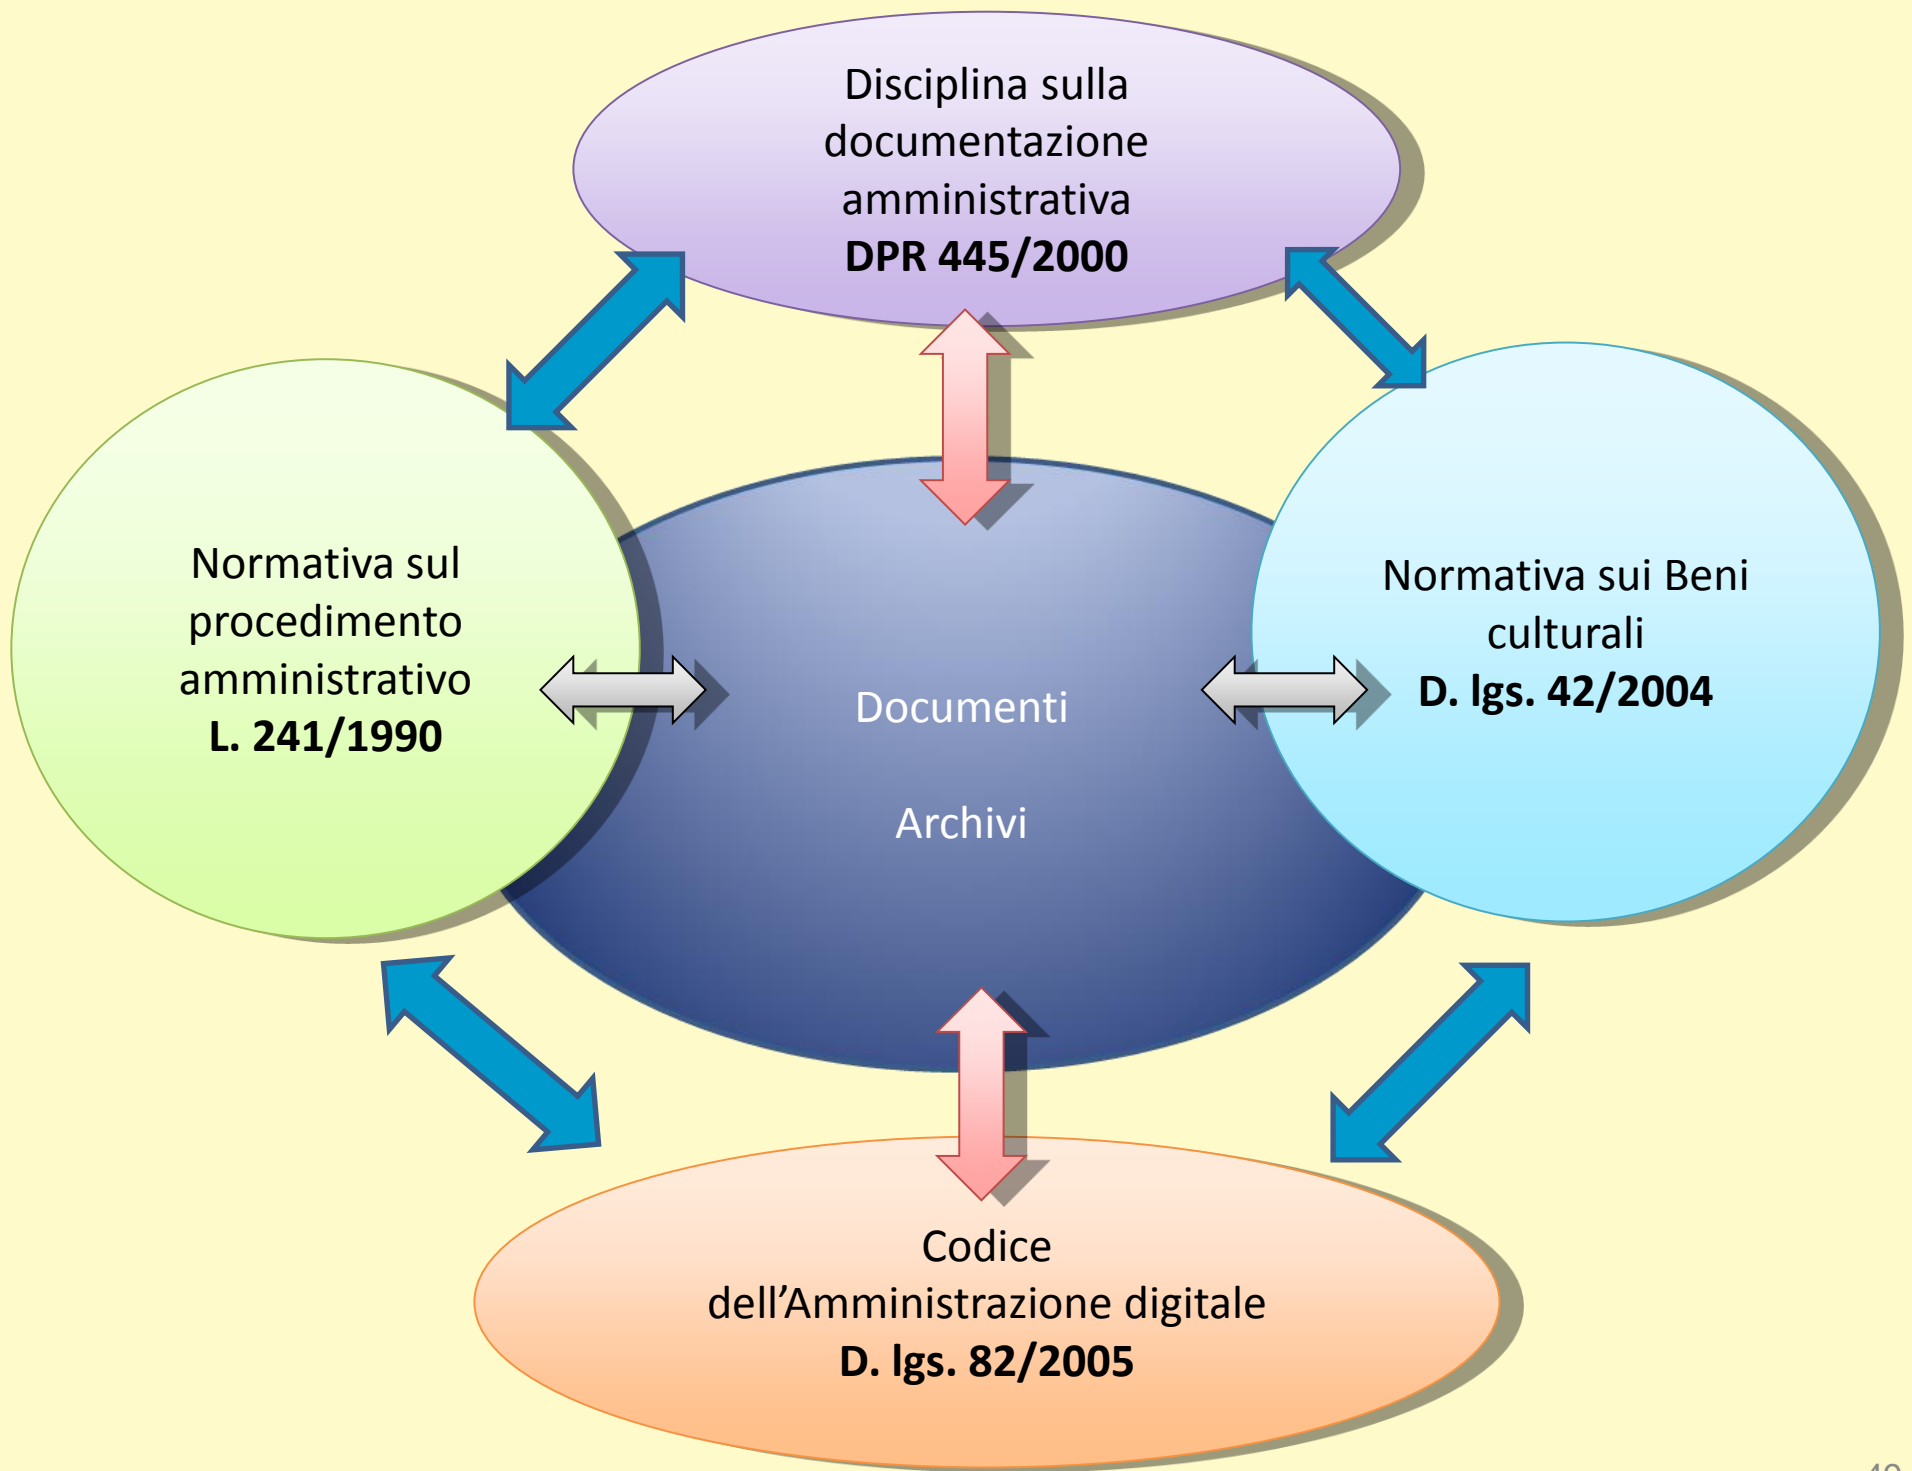 Disciplina sulla
documentazione
amministrativa
DPR 445/2000
Normativa sul
procedimento
amministrativo
L. 241/1990
Documenti
Archivi
Normativa sui Beni
culturali
D. lgs. 42/2004
Codice
dell’Amministrazione digitale
D. lgs. 82/2005